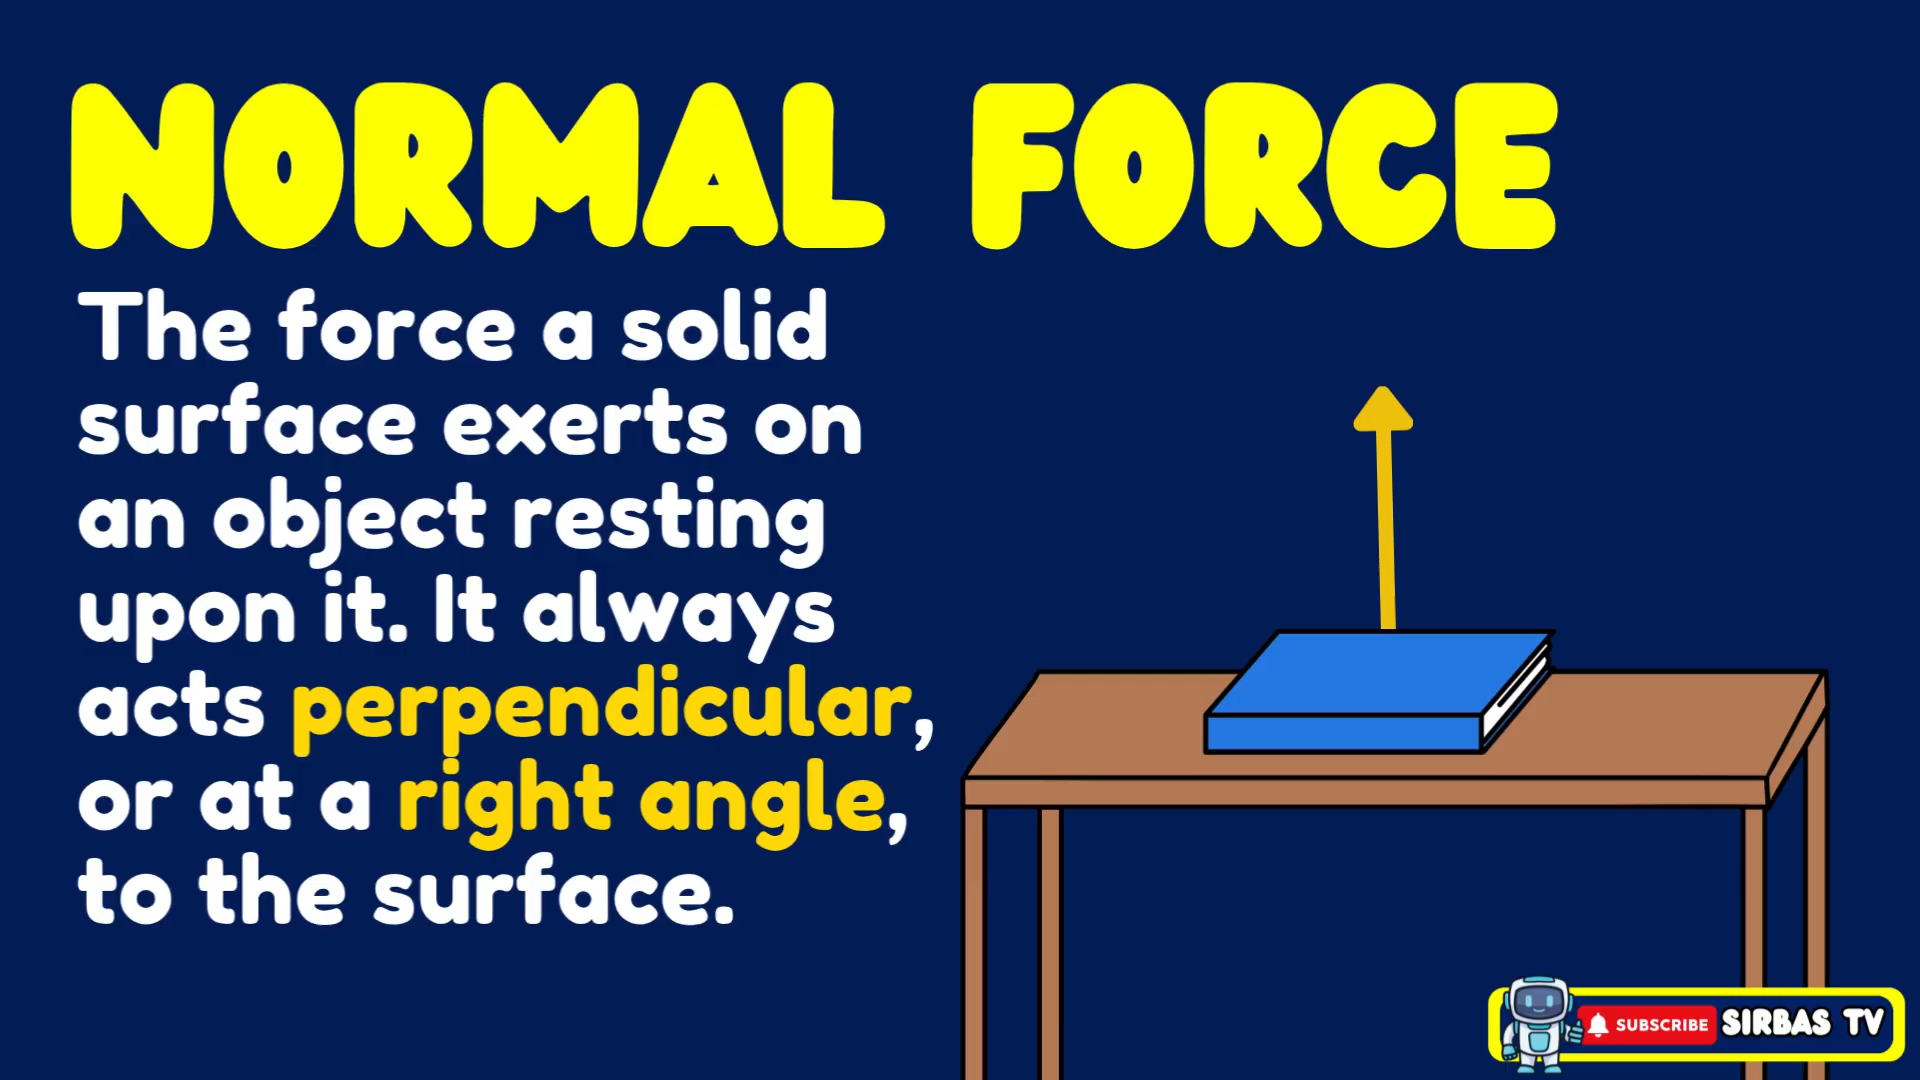 NORMAL FORCE
The force a solid
surface exerts on
an object resting
upon it. It always
acts perpendicular,
or at a right angle,
to the surface.
SUBSCRIBE SIRBAS TV